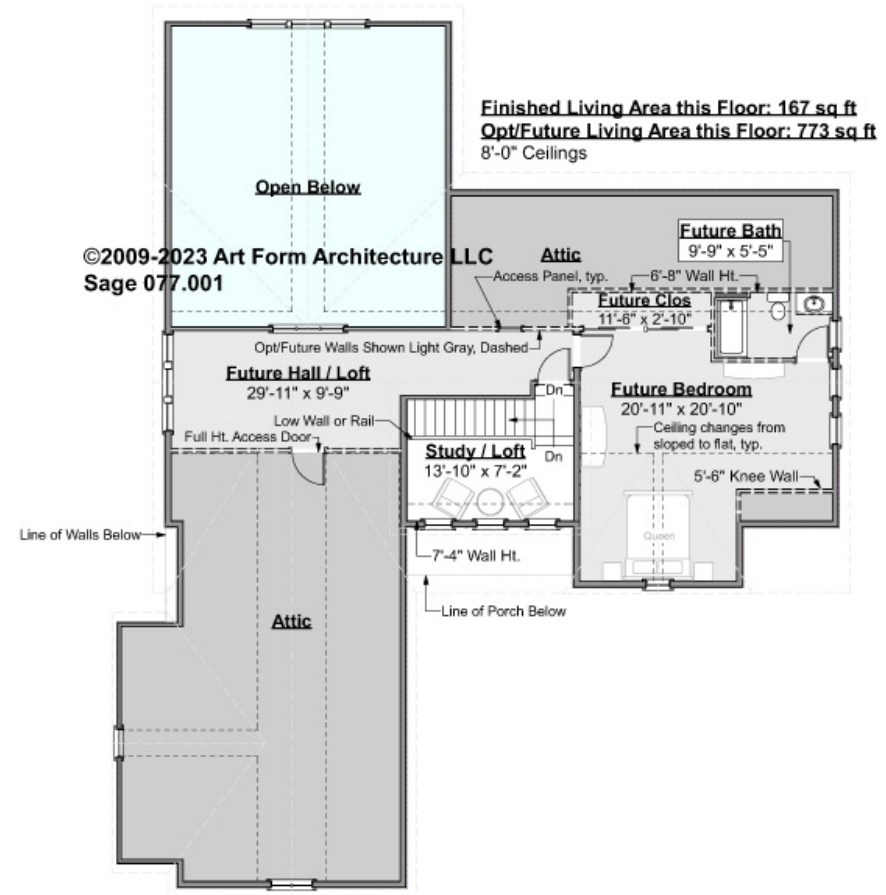 Finished Living Area this Floor: 167 sq ft
Opt/Future Living Area this Floor: 773 sq ft
8'-0" Ceilings
Open Below
©2009-2023 Art Form Architecture LLC
Sage 077.001
Future Bath
9'-9" x 5'-5"
Attic
Access Panel, typ.
6'-8" Wall Ht.
Future Clos
11'-6" x 2'-10"
Opt/Future Walls Shown Light Gray, Dashed
Future Hall / Loft
29'-11" x 9'-9"
Low Wall or Rail
Full Ht. Access Door
Dn
Dn
Study / Loft
13'-10" x 7'-2"
Future Bedroom
20'-11" x 20'-10"
Ceiling changes from
sloped to flat, typ.
5'-6" Knee Wall
Queen
Line of Walls Below
7'-4" Wall Ht.
Line of Porch Below
Attic